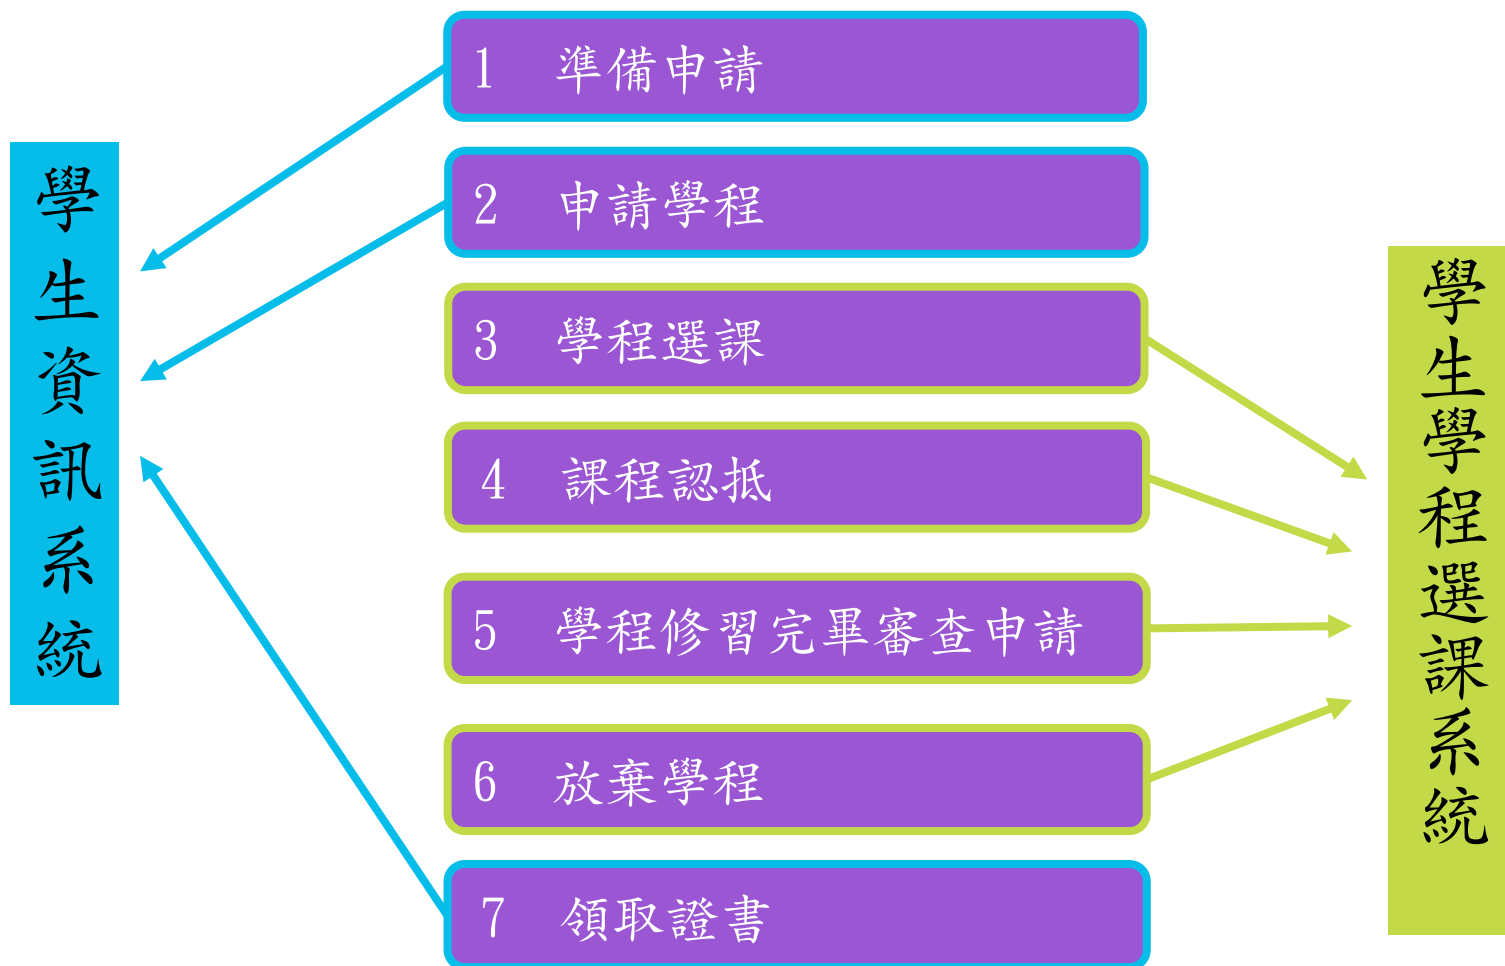 學生資訊系統
1 準備申請
2 申請學程
3 學程選課
4 課程認抵
5 學程修習完畢審查申請
6 放棄學程
7 領取證書
學生學程選課系統